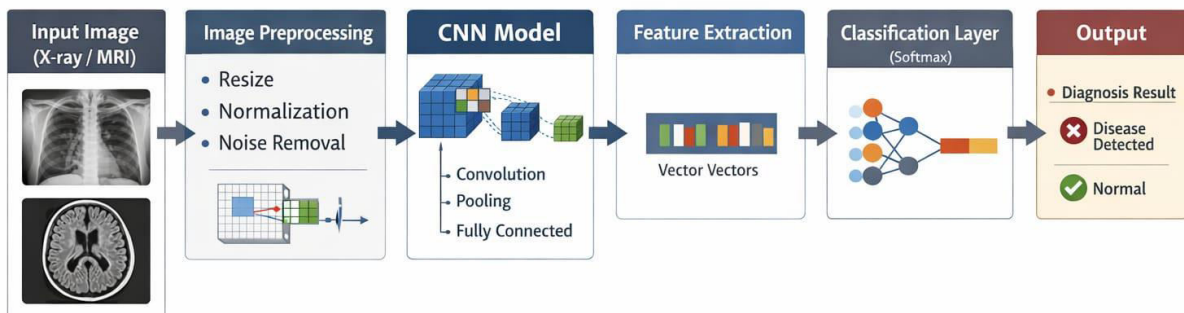 Input Image
(X-ray / MRI)
Image Preprocessing
• Resize
• Normalization
• Noise Removal
CNN Model
Convolution
Pooling
Fully Connected
Feature Extraction
Vector Vectors
Classification Layer
(Softmax)
Output
• Diagnosis Result
Disease
Detected
Normal